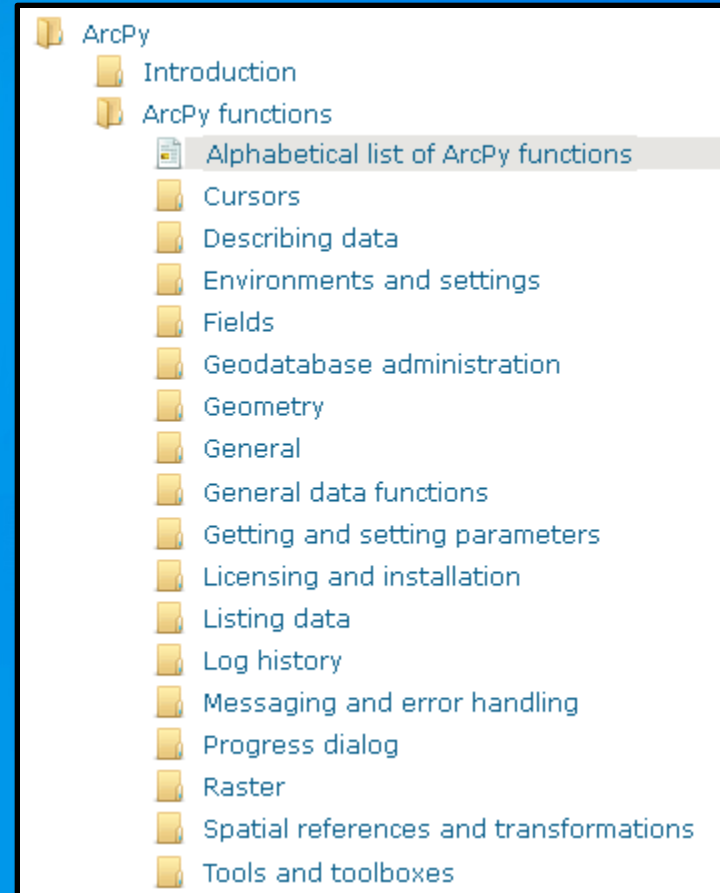 ArcPy
Introduction
ArcPy functions
Alphabetical list of ArcPy functions
Cursors
Describing data
Environments and settings
Fields
Geodatabase administration
Geometry
General
General data functions
Getting and setting parameters
Licensing and installation
Listing data
Log history
Messaging and error handling
Progress dialog
Raster
Spatial references and transformations
Tools and toolboxes